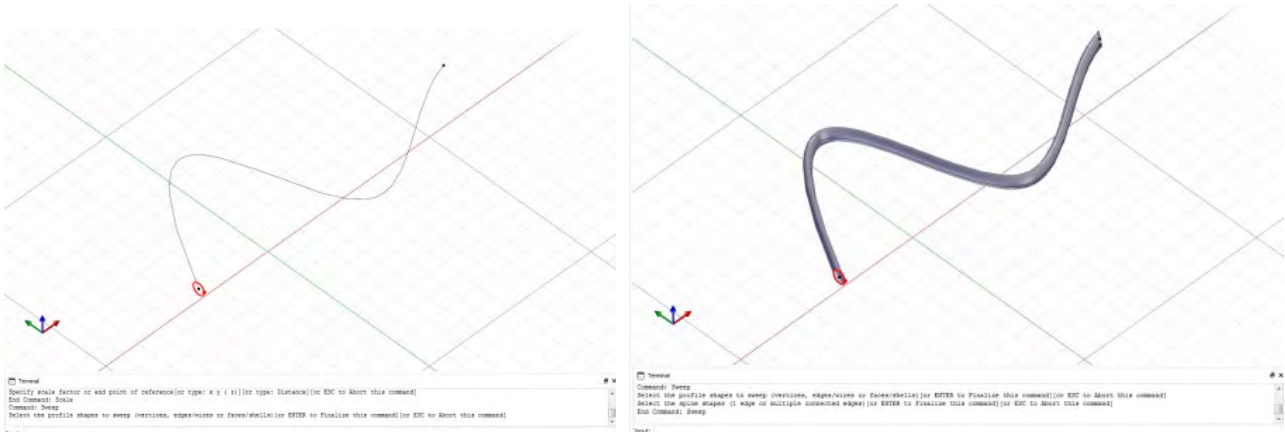 Terminal
Specify scale factor or end point of reference[or type: x y ( z)][or type: Distance][or ESC to Abort this command]
End Command: Scale
Command: Sweep
Select the profile shapes to sweep (vertices, edges/wires or faces/shells)[or ENTER to Finalize this command][or ESC to Abort this command]
Terminal
Command: Sweep
Select the profile shapes to sweep (vertices, edges/wires or faces/shells)[or ENTER to Finalize this command][or ESC to Abort this command]
Select the spine shapes (1 edge or multiple connected edges)[or ENTER to Finalize this command][or ESC to Abort this command]
End Command: Sweep